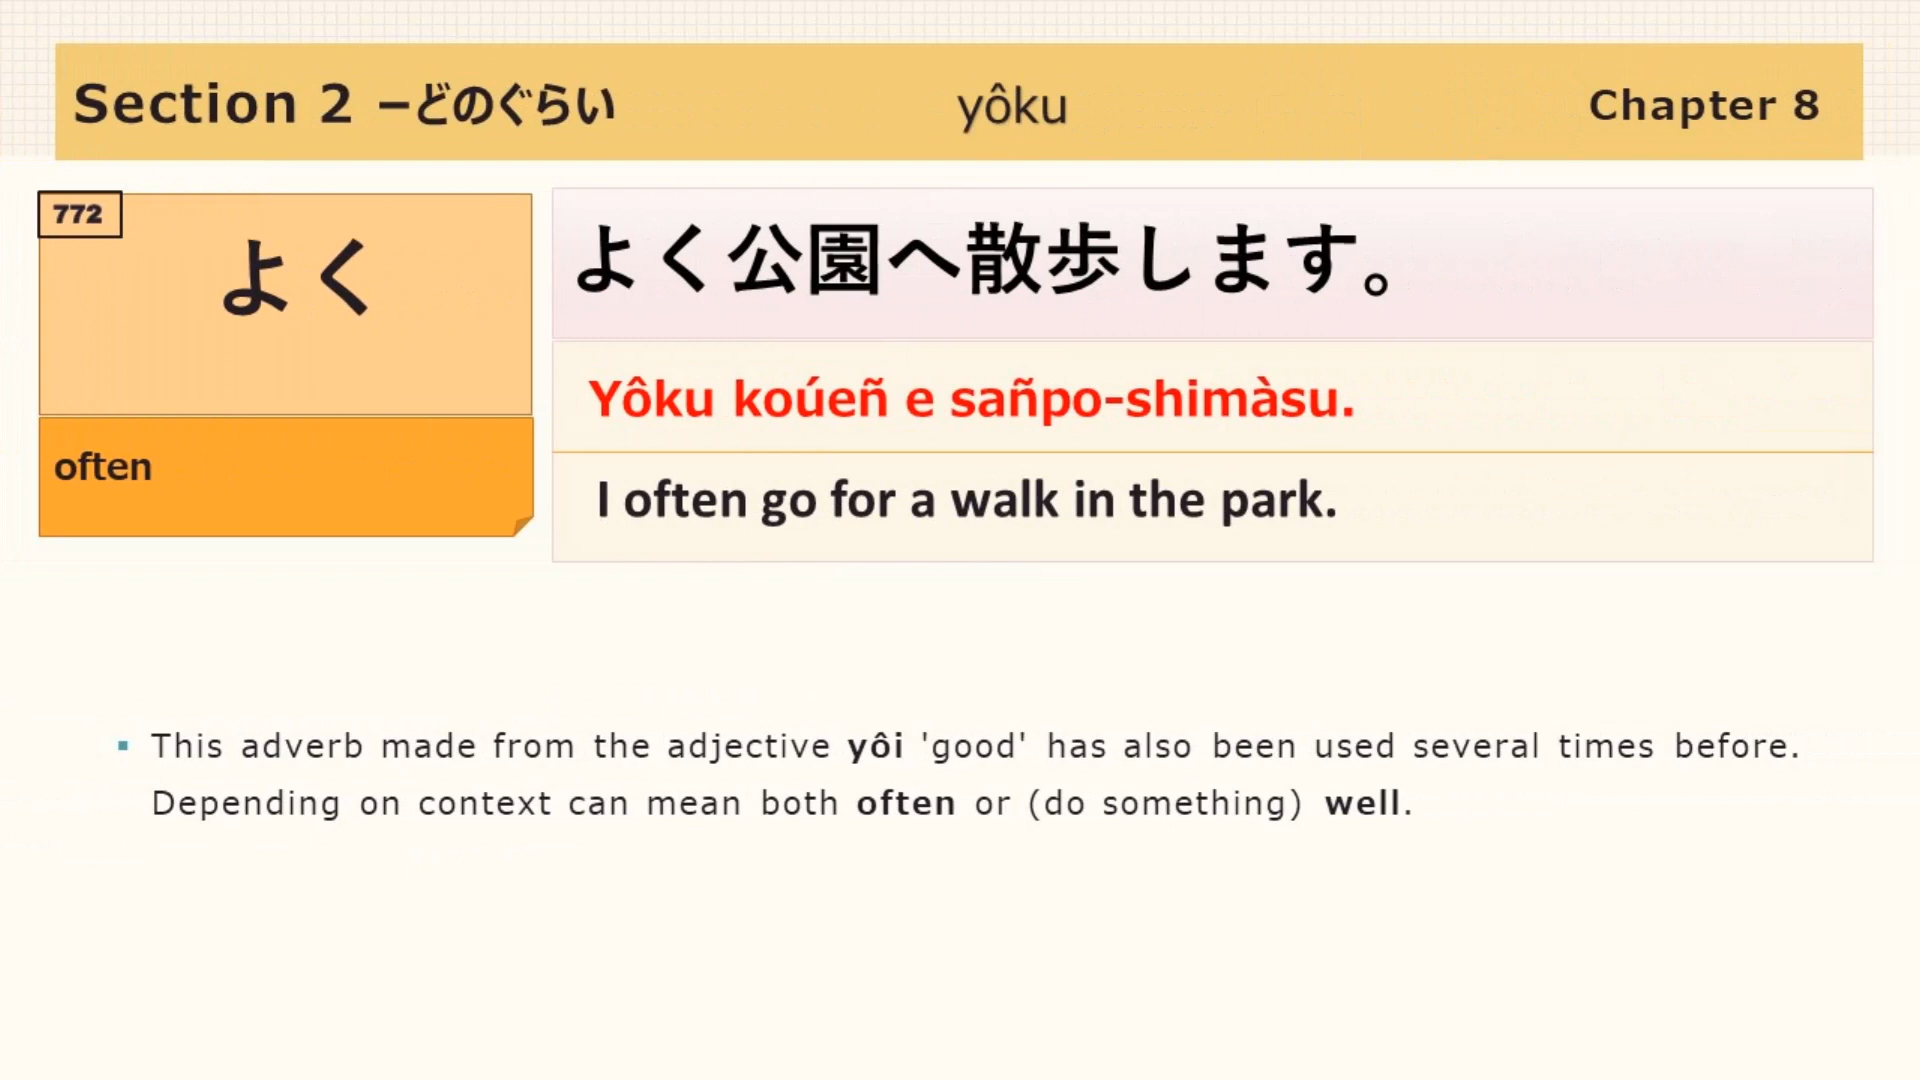 Section 2 –どのぐらい
yôku
Chapter 8
772
よく
often
よく公園へ散歩します。
Yôku koúeñ e sañpo-shimàsu.
I often go for a walk in the park.
▪ This adverb made from the adjective yôi 'good' has also been used several times before.
Depending on context can mean both often or (do something) well.